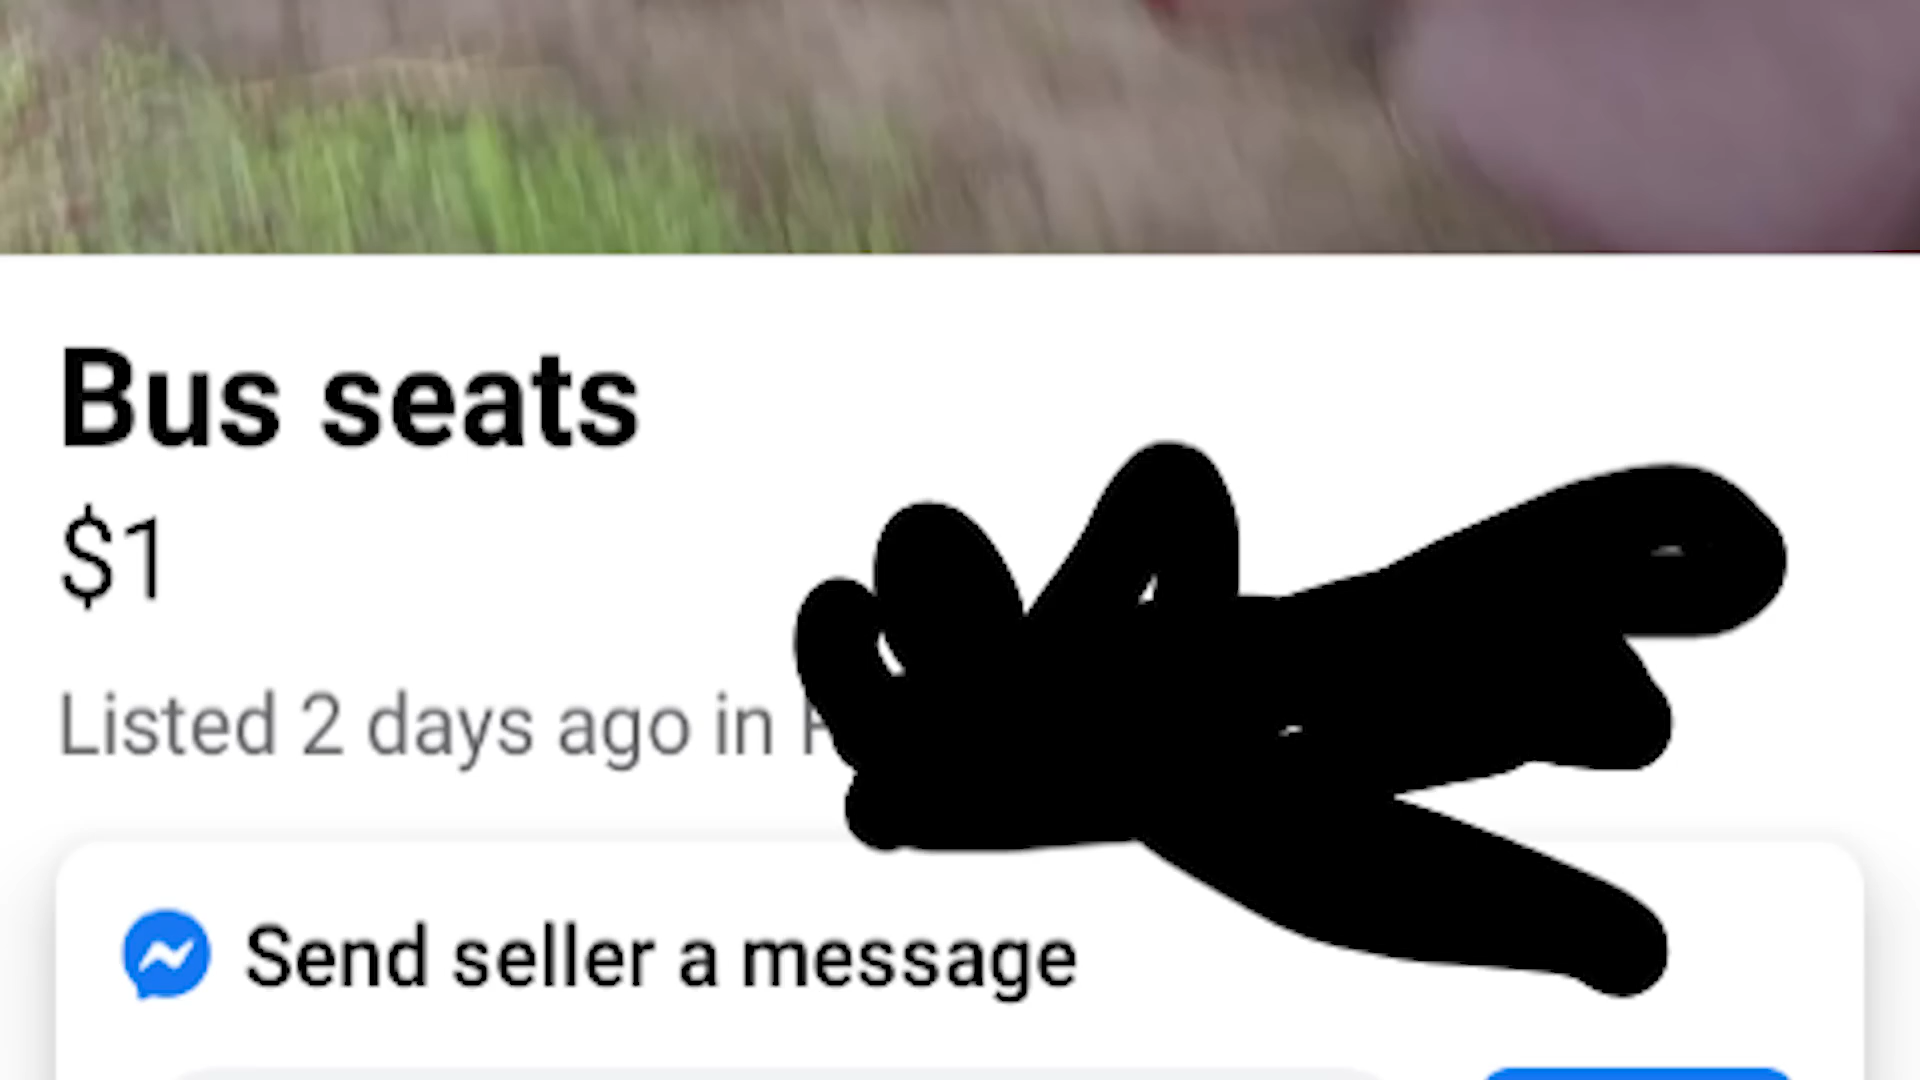 Bus seats
$1
Listed 2 days ago in
Send seller a message